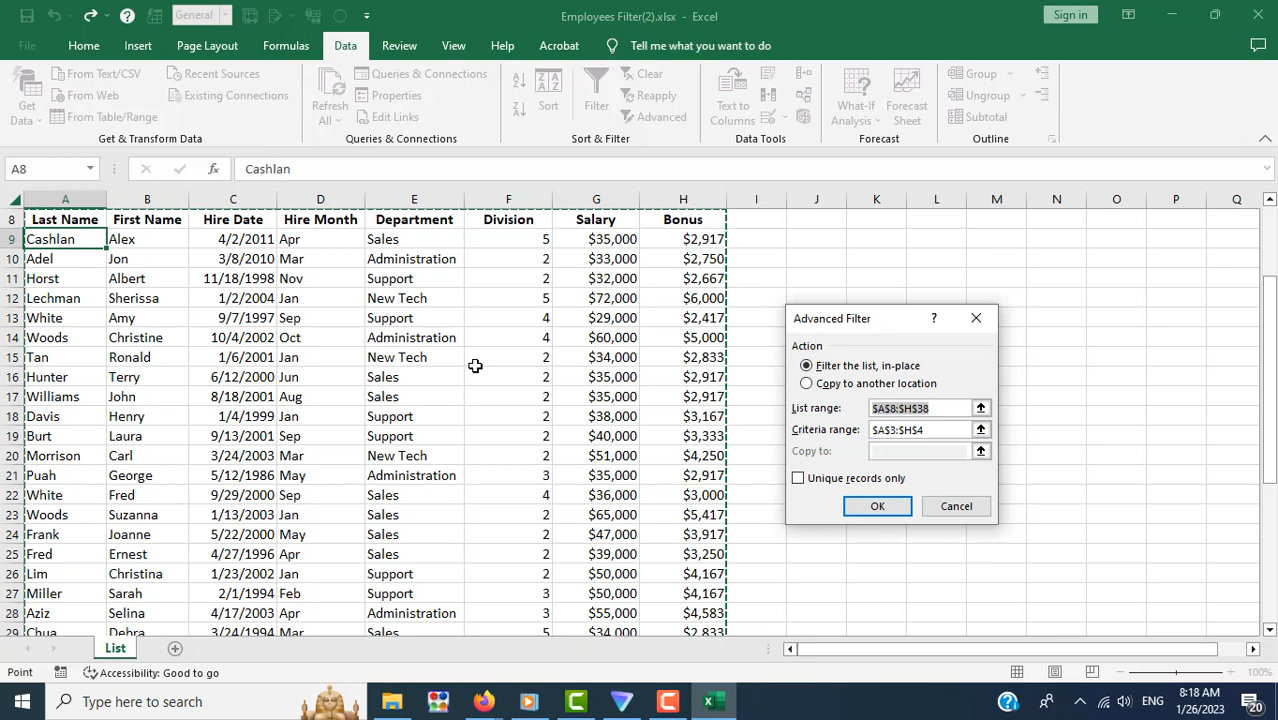 General
Employees Filter(2).xlsx - Excel
Sign in
File Home Insert Page Layout Formulas Data Review View Help Acrobat Tell me what you want to do
Get Data
From Text/CSV
From Web
From Table/Range
Recent Sources
Existing Connections
Get & Transform Data
Refresh All
Queries & Connections
Properties
Edit Links
Queries & Connections
Sort
Filter
Clear
Reapply
Advanced
Sort & Filter
Text to Columns
Data Tools
What-If Analysis
Forecast Sheet
Forecast
Group
Ungroup
Subtotal
Outline
A8 fx Cashlan
A B C D E F G H I J K L M N O P Q
8 Last Name First Name Hire Date Hire Month Department Division Salary Bonus
9 Cashlan Alex 4/2/2011 Apr Sales 5 $35,000 $2,917
10 Adel Jon 3/8/2010 Mar Administration 2 $33,000 $2,750
11 Horst Albert 11/18/1998 Nov Support 2 $32,000 $2,667
12 Lechman Sherissa 1/2/2004 Jan New Tech 5 $72,000 $6,000
13 White Amy 9/7/1997 Sep Support 4 $29,000 $2,417
14 Woods Christine 10/4/2002 Oct Administration 4 $60,000 $5,000
15 Tan Ronald 1/6/2001 Jan New Tech 2 $34,000 $2,833
16 Hunter Terry 6/12/2000 Jun Sales 2 $35,000 $2,917
17 Williams John 8/18/2001 Aug Sales 2 $35,000 $2,917
18 Davis Henry 1/4/1999 Jan Support 2 $38,000 $3,167
19 Burt Laura 9/13/2001 Sep Support 2 $40,000 $3,333
20 Morrison Carl 3/24/2003 Mar New Tech 2 $51,000 $4,250
21 Puah George 5/12/1986 May Administration 3 $35,000 $2,917
22 White Fred 9/29/2000 Sep Sales 4 $36,000 $3,000
23 Woods Suzanna 1/13/2003 Jan Sales 2 $65,000 $5,417
24 Frank Joanne 5/22/2000 May Sales 2 $47,000 $3,917
25 Fred Ernest 4/27/1996 Apr Sales 2 $39,000 $3,250
26 Lim Christina 1/23/2002 Jan Support 2 $50,000 $4,167
27 Miller Sarah 2/1/1994 Feb Support 3 $50,000 $4,167
28 Aziz Selina 4/17/2003 Apr Administration 3 $55,000 $4,583
29 Chua Debra 3/24/1994 Mar Sales 5 $34,000 $2,833
Advanced Filter ?
Action
Filter the list, in-place
Copy to another location
List range: $A$8:$H$38
Criteria range: $A$3:$H$4
Copy to:
Unique records only
OK Cancel
List
Point Accessibility: Good to go 100%
Type here to search
ENG
8:18 AM
1/26/2023
20